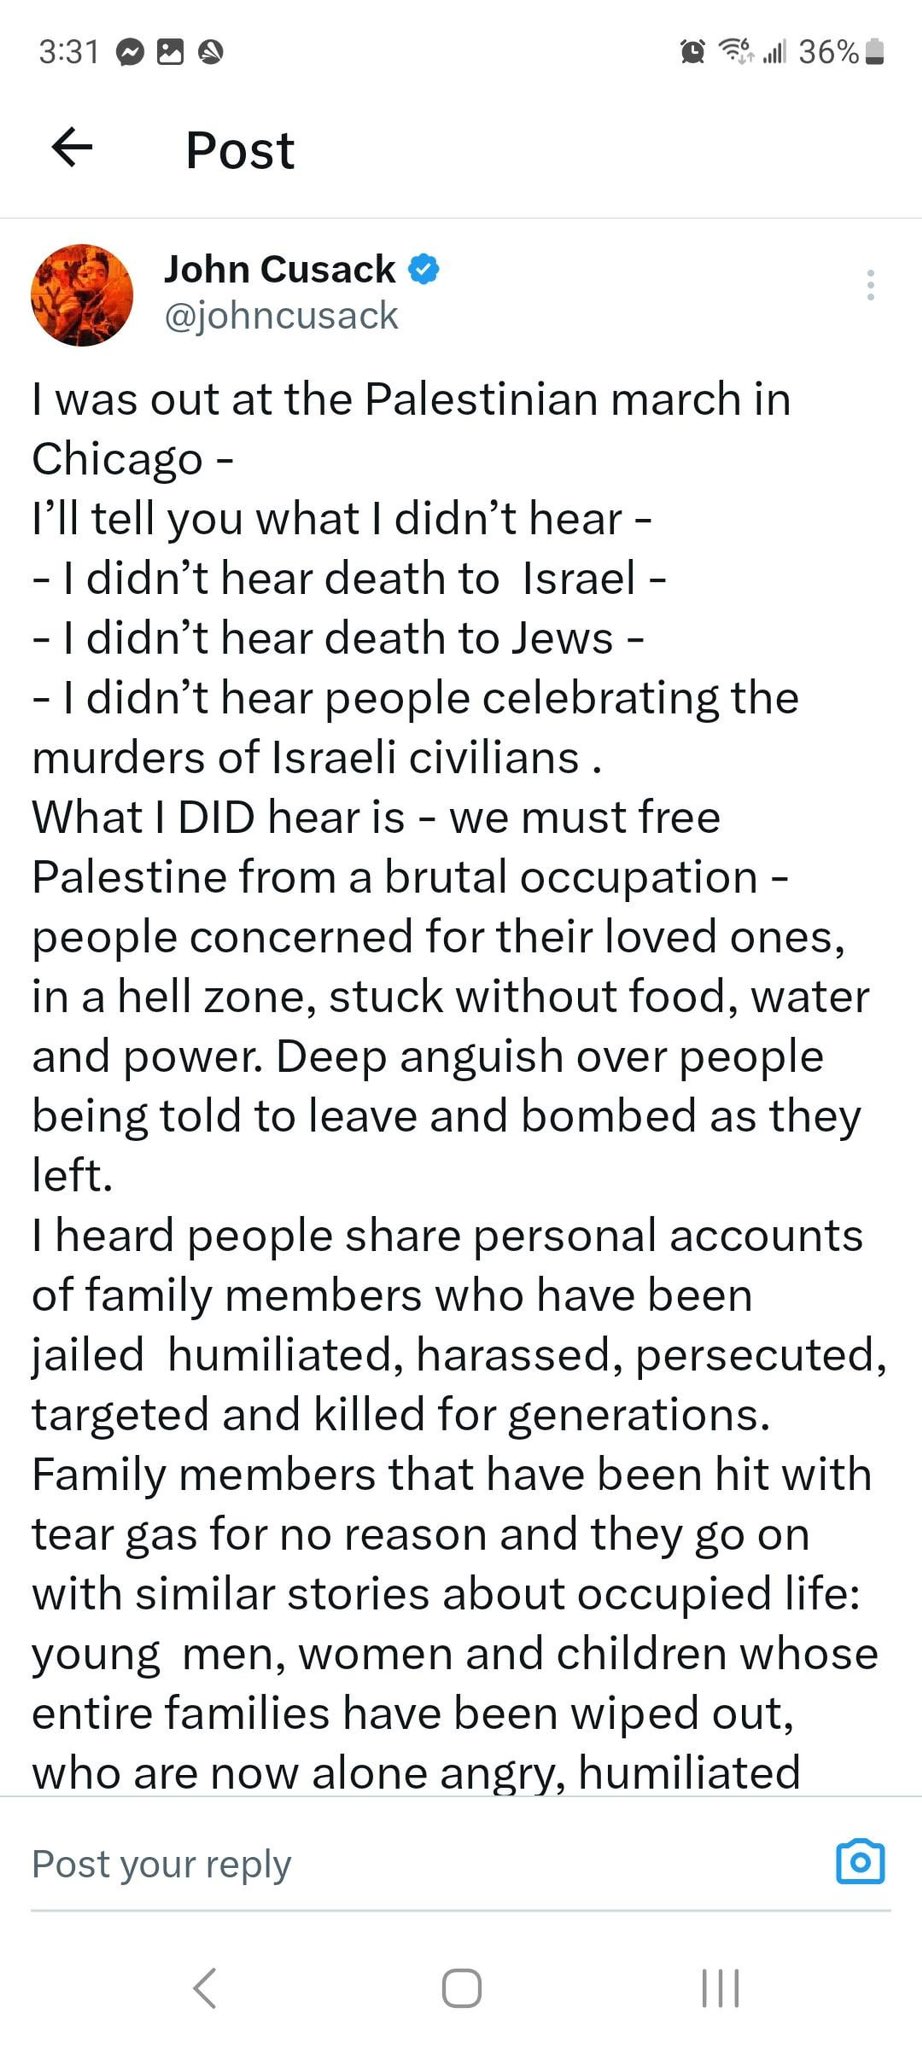 3:31 36%
Post
John Cusack
@johncusack
I was out at the Palestinian march in
Chicago -
I’ll tell you what I didn’t hear -
- I didn’t hear death to  Israel -
- I didn’t hear death to Jews -
- I didn’t hear people celebrating the
murders of Israeli civilians .
What I DID hear is - we must free
Palestine from a brutal occupation -
people concerned for their loved ones,
in a hell zone, stuck without food, water
and power. Deep anguish over people
being told to leave and bombed as they
left.
I heard people share personal accounts
of family members who have been
jailed  humiliated, harassed, persecuted,
targeted and killed for generations.
Family members that have been hit with
tear gas for no reason and they go on
with similar stories about occupied life:
young  men, women and children whose
entire families have been wiped out,
who are now alone angry, humiliated
Post your reply